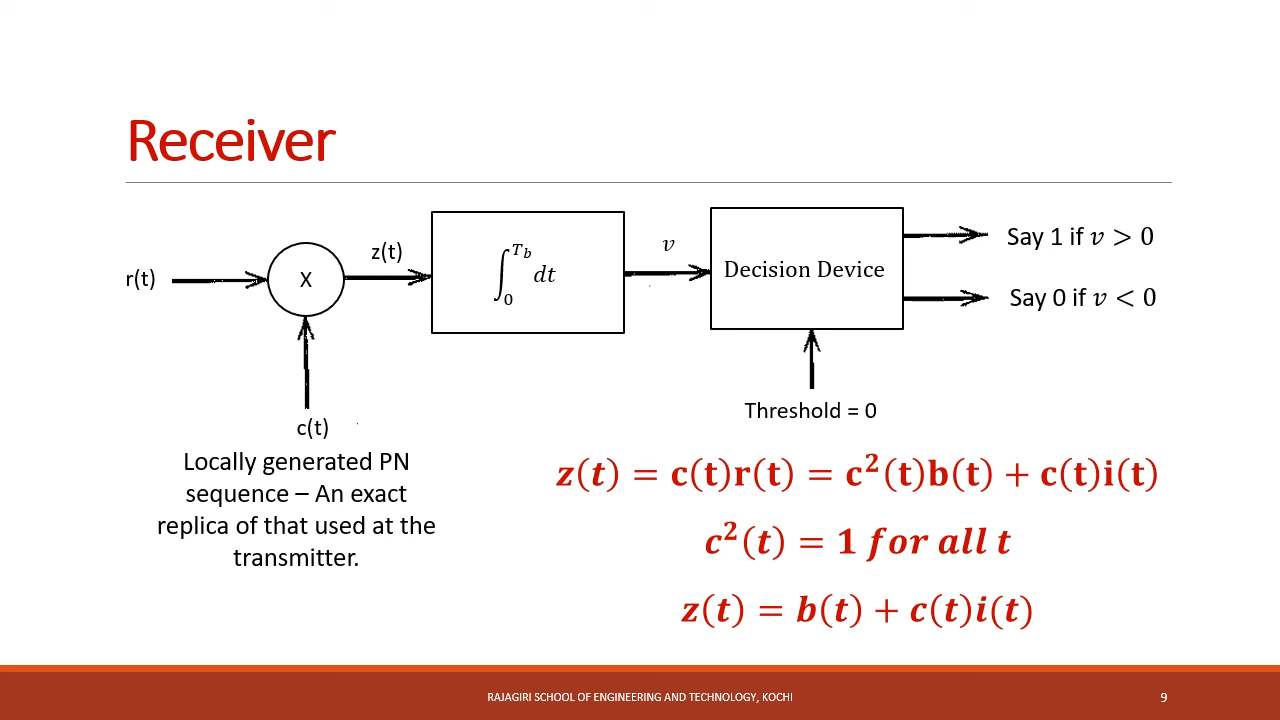 Receiver
r(t)
X
z(t)
∫₀^{T_b} dt
v
Decision Device
Say 1 if v > 0
Say 0 if v < 0
c(t)
Threshold = 0
Locally generated PN
sequence – An exact
replica of that used at the
transmitter.
z(t) = c(t)r(t) = c²(t)b(t) + c(t)i(t)
c²(t) = 1 for all t
z(t) = b(t) + c(t)i(t)
RAJAGIRI SCHOOL OF ENGINEERING AND TECHNOLOGY, KOCHI
9